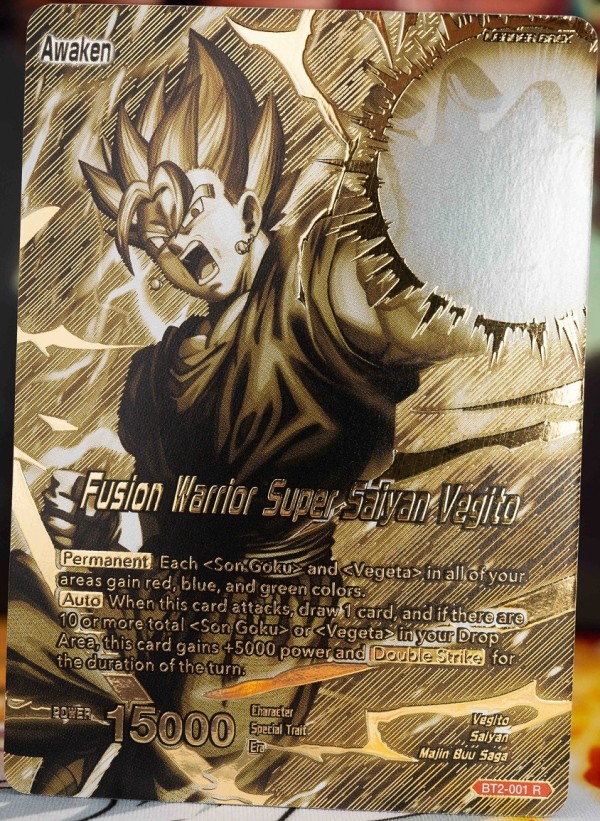 Awaken
LEADER BACK
Fusion Warrior Super Saiyan Vegito
Permanent Each <Son Goku> and <Vegeta> in all of your
areas gain red, blue, and green colors.
Auto When this card attacks, draw 1 card, and if there are
10 or more total <Son Goku> or <Vegeta> in your Drop
Area, this card gains +5000 power and Double Strike for
the duration of the turn.
POWER 15000
Character Vegito
Special Trait Saiyan
Era Majin Buu Saga
BT2-001 R